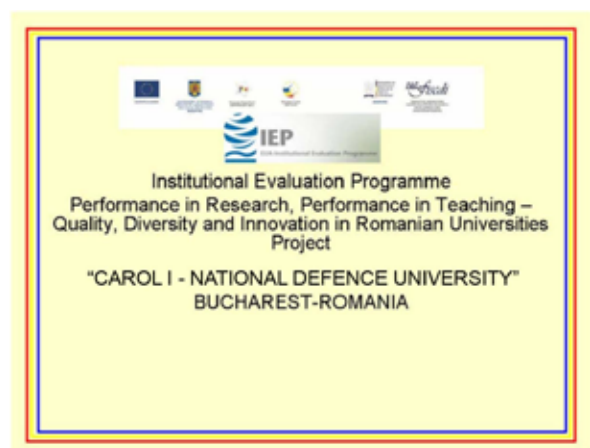 IEP
Institutional Evaluation Programme
Performance in Research, Performance in Teaching –
Quality, Diversity and Innovation in Romanian Universities
Project
“CAROL I - NATIONAL DEFENCE UNIVERSITY”
BUCHAREST-ROMANIA